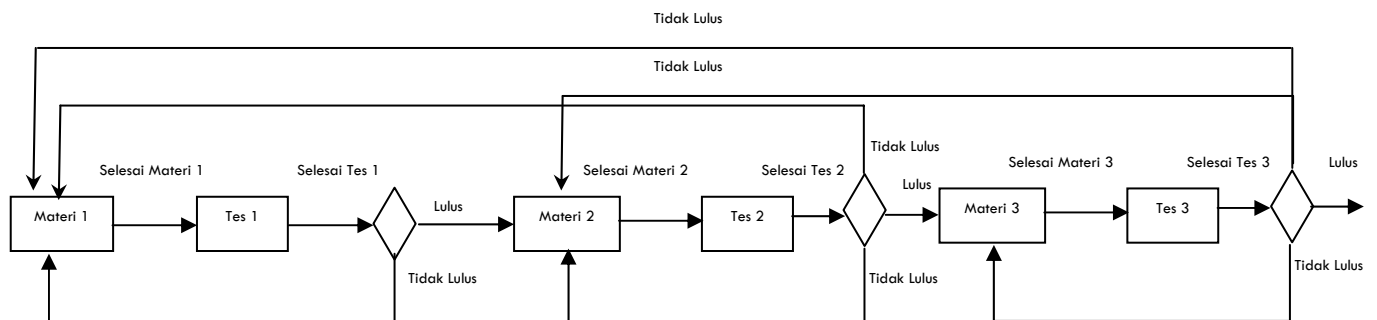 Tidak Lulus
Tidak Lulus
Tidak Lulus
Selesai Materi 1
Selesai Tes 1
Selesai Materi 2
Selesai Tes 2
Selesai Materi 3
Selesai Tes 3
Lulus
Materi 1
Tes 1
Lulus
Materi 2
Tes 2
Lulus
Materi 3
Tes 3
Tidak Lulus
Tidak Lulus
Tidak Lulus